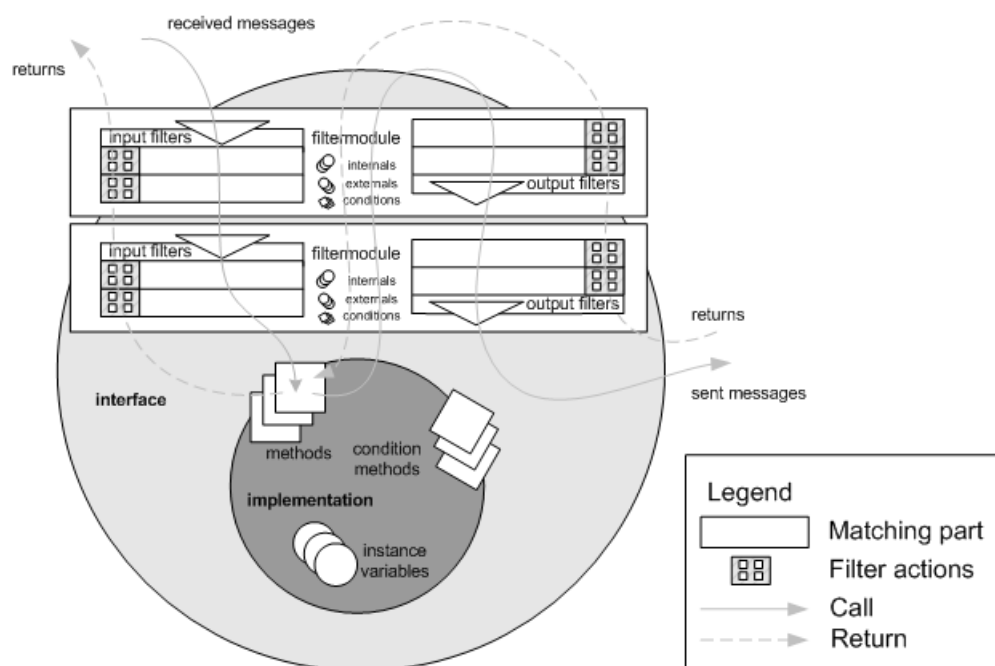 received messages
returns
input filters
filtermodule
internals
externals
conditions
output filters
input filters
filtermodule
internals
externals
conditions
output filters
returns
sent messages
interface
methods
condition
methods
implementation
instance
variables
Legend
Matching part
Filter actions
Call
Return